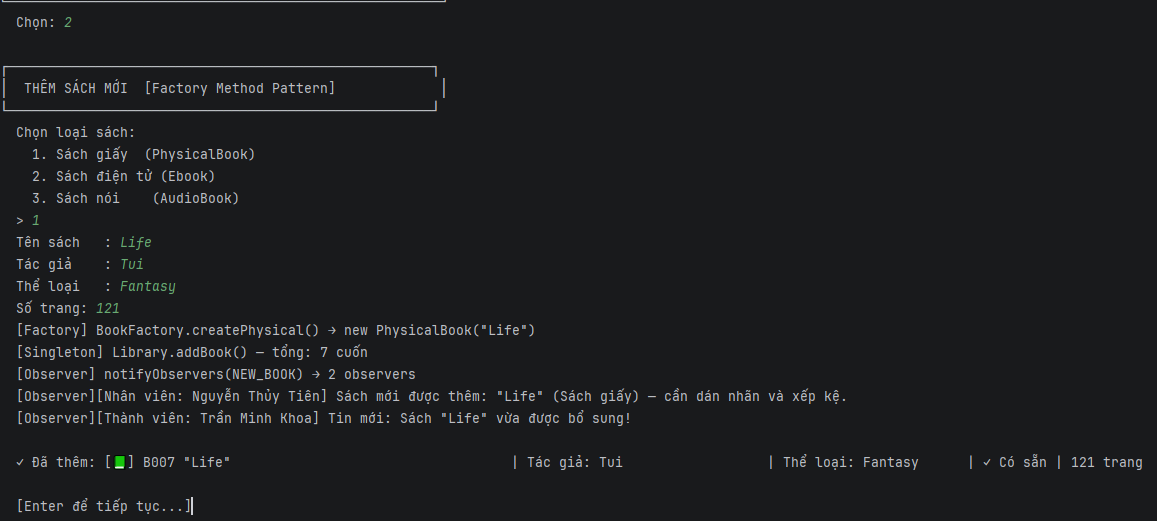 Chọn: 2
THÊM SÁCH MỚI  [Factory Method Pattern]
Chọn loại sách:
1. Sách giấy  (PhysicalBook)
2. Sách điện tử (Ebook)
3. Sách nói    (AudioBook)
> 1
Tên sách   : Life
Tác giả    : Tui
Thể loại   : Fantasy
Số trang: 121
[Factory] BookFactory.createPhysical() → new PhysicalBook("Life")
[Singleton] Library.addBook() — tổng: 7 cuốn
[Observer] notifyObservers(NEW_BOOK) → 2 observers
[Observer][Nhân viên: Nguyễn Thủy Tiên] Sách mới được thêm: "Life" (Sách giấy) — cần dán nhãn và xếp kệ.
[Observer][Thành viên: Trần Minh Khoa] Tin mới: Sách "Life" vừa được bổ sung!
✓ Đã thêm: [📗] B007 "Life" | Tác giả: Tui | Thể loại: Fantasy | ✓ Có sẵn | 121 trang
[Enter để tiếp tục...]